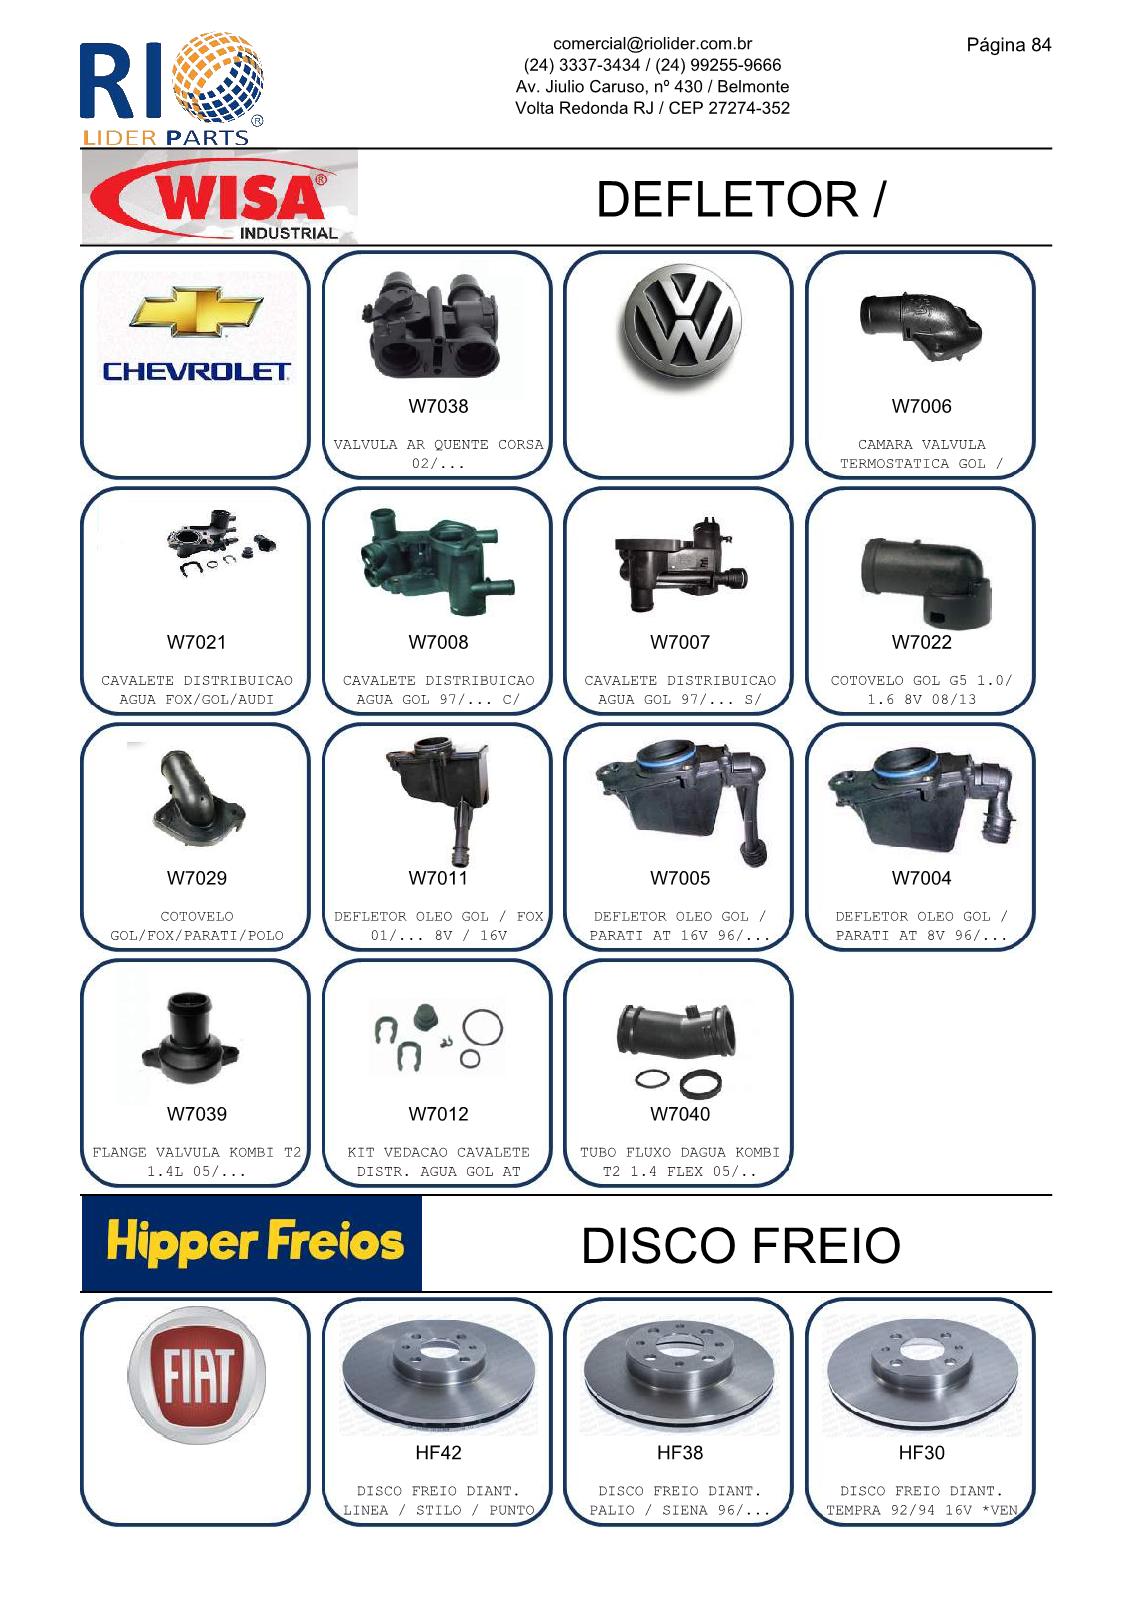 RIO
LIDER PARTS®
comercial@riolider.com.br
(24) 3337-3434 / (24) 99255-9666
Av. Jiulio Caruso, nº 430 / Belmonte
Volta Redonda RJ / CEP 27274-352
Página 84
WISA®
INDUSTRIAL
DEFLETOR /
CHEVROLET
W7038
VALVULA AR QUENTE CORSA
02/...
W7006
CAMARA VALVULA
TERMOSTATICA GOL /
W7021
CAVALETE DISTRIBUICAO
AGUA FOX/GOL/AUDI
W7008
CAVALETE DISTRIBUICAO
AGUA GOL 97/... C/
W7007
CAVALETE DISTRIBUICAO
AGUA GOL 97/... S/
W7022
COTOVELO GOL G5 1.0/
1.6 8V 08/13
W7029
COTOVELO
GOL/FOX/PARATI/POLO
W7011
DEFLETOR OLEO GOL / FOX
01/... 8V / 16V
W7005
DEFLETOR OLEO GOL /
PARATI AT 16V 96/...
W7004
DEFLETOR OLEO GOL /
PARATI AT 8V 96/...
W7039
FLANGE VALVULA KOMBI T2
1.4L 05/...
W7012
KIT VEDACAO CAVALETE
DISTR. AGUA GOL AT
W7040
TUBO FLUXO DAGUA KOMBI
T2 1.4 FLEX 05/..
Hipper Freios
DISCO FREIO
FIAT
HF42
DISCO FREIO DIANT.
LINEA / STILO / PUNTO
HF38
DISCO FREIO DIANT.
PALIO / SIENA 96/...
HF30
DISCO FREIO DIANT.
TEMPRA 92/94 16V *VEN